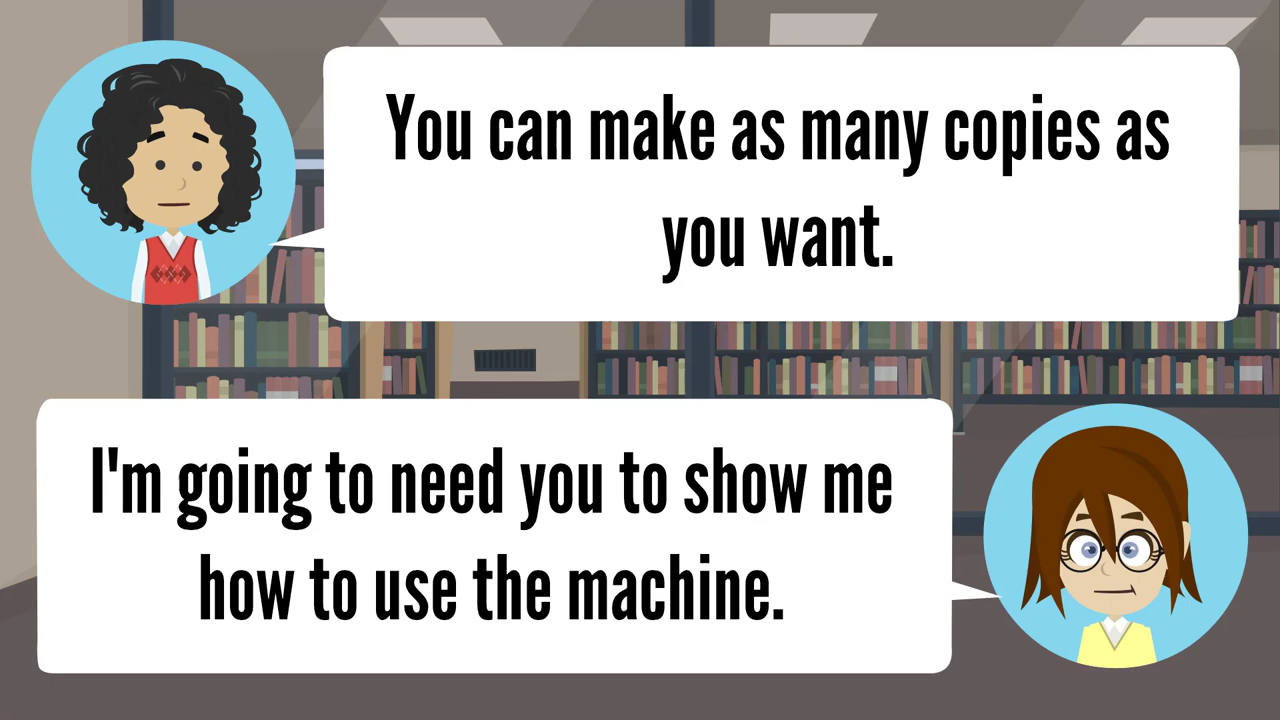 You can make as many copies as
you want.
I'm going to need you to show me
how to use the machine.